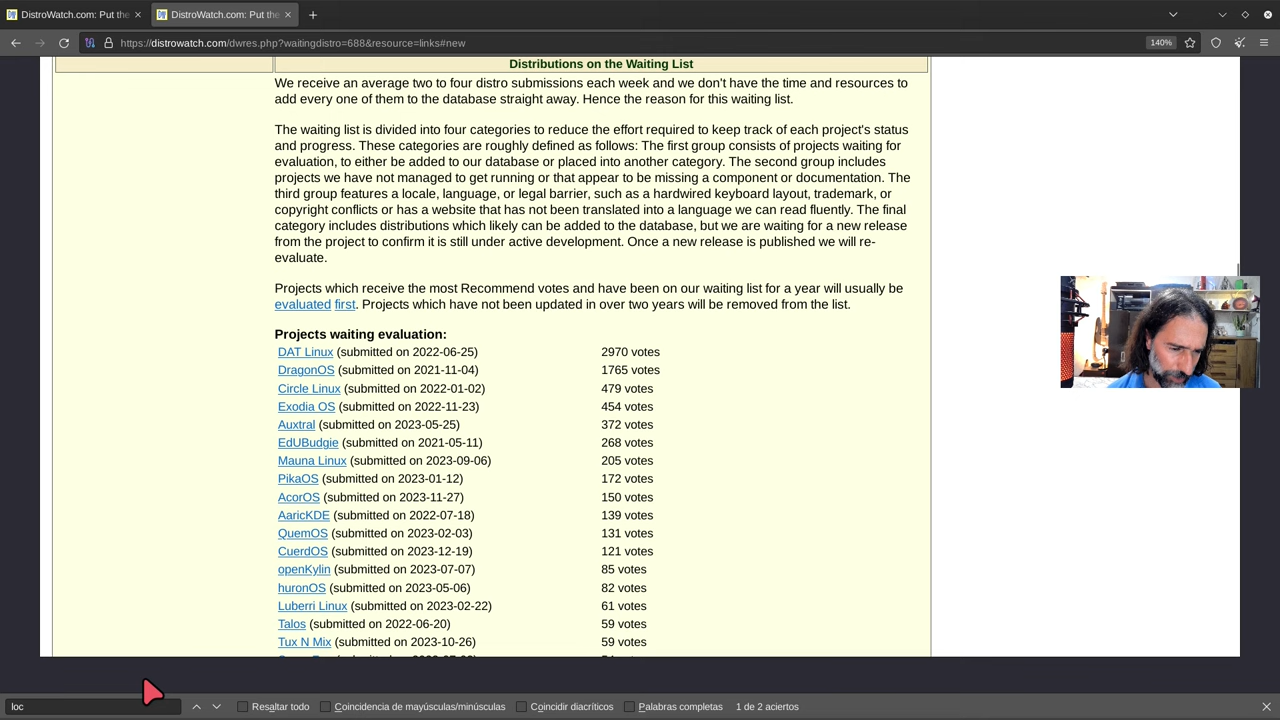 DistroWatch.com: Put the
DistroWatch.com: Put the
https://distrowatch.com/dwres.php?waitingdistro=688&resource=links#new
140%
Distributions on the Waiting List
We receive an average two to four distro submissions each week and we don't have the time and resources to
add every one of them to the database straight away. Hence the reason for this waiting list.
The waiting list is divided into four categories to reduce the effort required to keep track of each project's status
and progress. These categories are roughly defined as follows: The first group consists of projects waiting for
evaluation, to either be added to our database or placed into another category. The second group includes
projects we have not managed to get running or that appear to be missing a component or documentation. The
third group features a locale, language, or legal barrier, such as a hardwired keyboard layout, trademark, or
copyright conflicts or has a website that has not been translated into a language we can read fluently. The final
category includes distributions which likely can be added to the database, but we are waiting for a new release
from the project to confirm it is still under active development. Once a new release is published we will re-
evaluate.
Projects which receive the most Recommend votes and have been on our waiting list for a year will usually be
evaluated first. Projects which have not been updated in over two years will be removed from the list.
Projects waiting evaluation:
DAT Linux (submitted on 2022-06-25) 2970 votes
DragonOS (submitted on 2021-11-04) 1765 votes
Circle Linux (submitted on 2022-01-02) 479 votes
Exodia OS (submitted on 2022-11-23) 454 votes
Auxtral (submitted on 2023-05-25) 372 votes
EdUBudgie (submitted on 2021-05-11) 268 votes
Mauna Linux (submitted on 2023-09-06) 205 votes
PikaOS (submitted on 2023-01-12) 172 votes
AcorOS (submitted on 2023-11-27) 150 votes
AaricKDE (submitted on 2022-07-18) 139 votes
QuemOS (submitted on 2023-02-03) 131 votes
CuerdOS (submitted on 2023-12-19) 121 votes
openKylin (submitted on 2023-07-07) 85 votes
huronOS (submitted on 2023-05-06) 82 votes
Luberri Linux (submitted on 2023-02-22) 61 votes
Talos (submitted on 2022-06-20) 59 votes
Tux N Mix (submitted on 2023-10-26) 59 votes
loc
Resaltar todo
Coincidencia de mayúsculas/minúsculas
Coincidir diacríticos
Palabras completas
1 de 2 aciertos